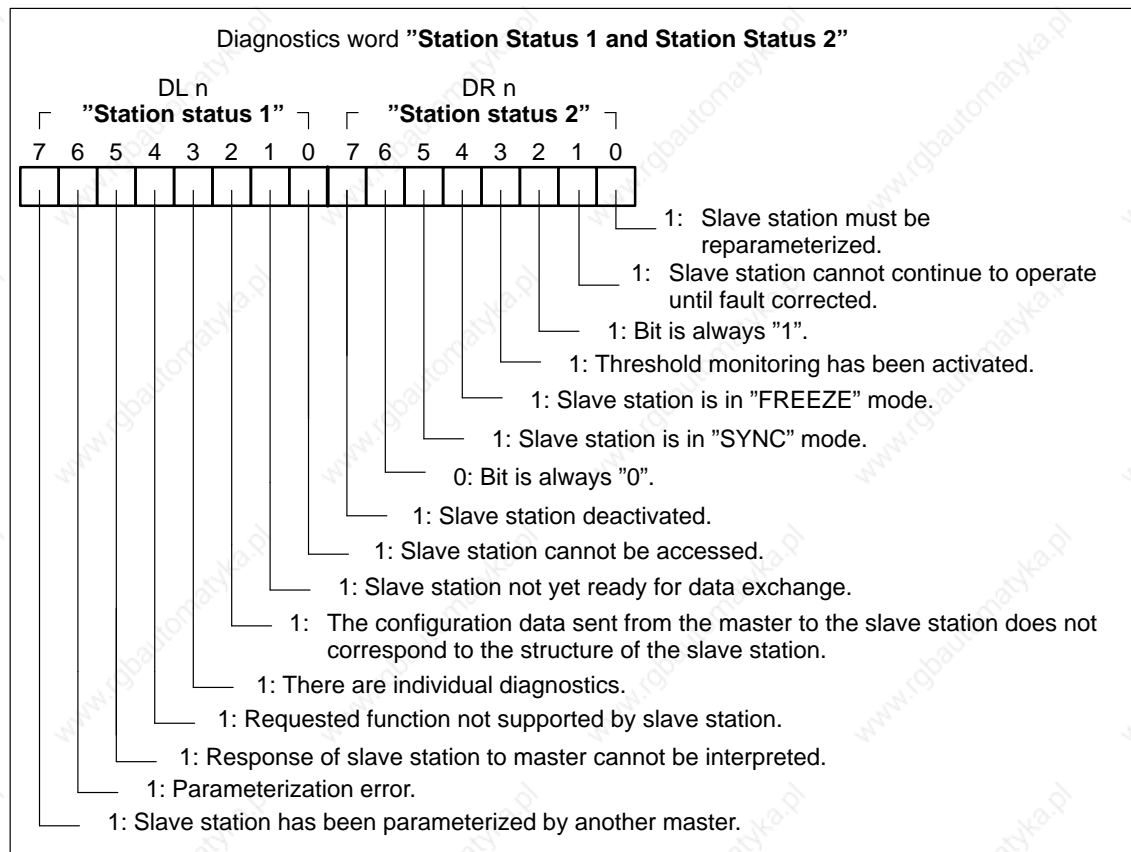 Diagnostics word ”Station Status 1 and Station Status 2”
DL n DR n
”Station status 1” ”Station status 2”
7 6 5 4 3 2 1 0 7 6 5 4 3 2 1 0
1: Slave station must be
reparameterized.
1: Slave station cannot continue to operate
until fault corrected.
1: Bit is always ”1”.
1: Threshold monitoring has been activated.
1: Slave station is in ”FREEZE” mode.
1: Slave station is in ”SYNC” mode.
0: Bit is always ”0”.
1: Slave station deactivated.
1: Slave station cannot be accessed.
1: Slave station not yet ready for data exchange.
1: The configuration data sent from the master to the slave station does not
correspond to the structure of the slave station.
1: There are individual diagnostics.
1: Requested function not supported by slave station.
1: Response of slave station to master cannot be interpreted.
1: Parameterization error.
1: Slave station has been parameterized by another master.
www.rgbautomatyka.pl